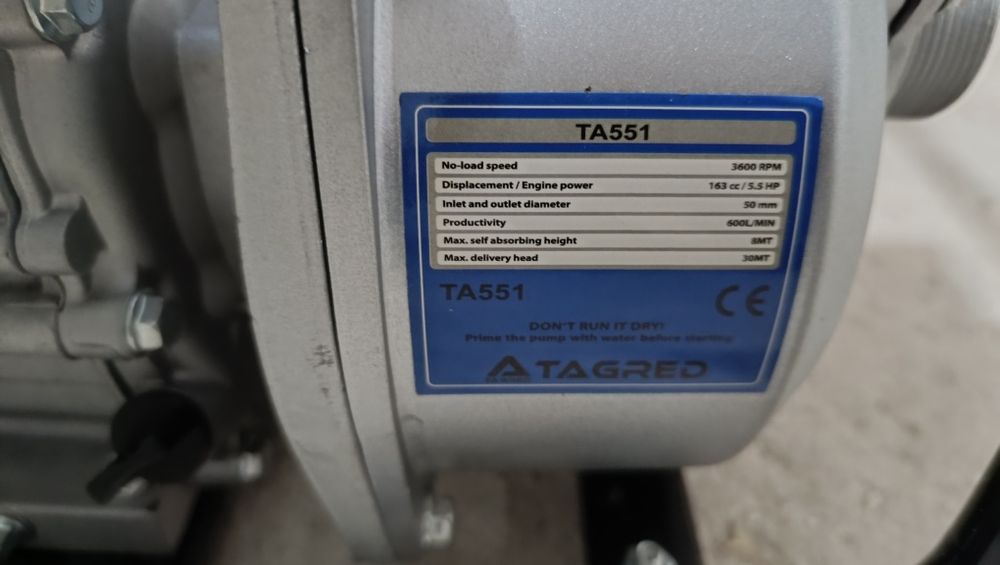 TA551
No-load speed 3600 RPM
Displacement / Engine power 163 cc / 5.5 HP
Inlet and outlet diameter 50 mm
Productivity 600L/MIN
Max. self absorbing height 8MT
Max. delivery head 30MT
TA551 CE
DON'T RUN IT DRY!
Prime the pump with water before starting
TAGRED